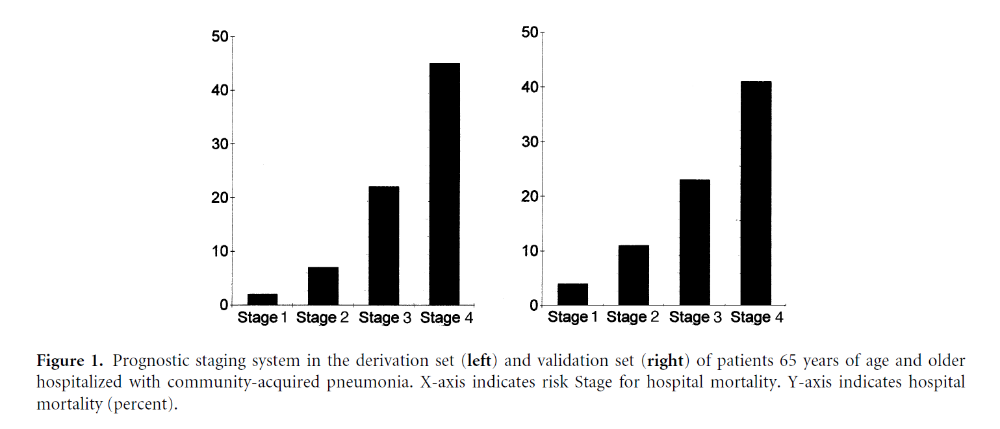 50
40
30
20
10
0
Stage 1 Stage 2 Stage 3 Stage 4
50
40
30
20
10
0
Stage 1 Stage 2 Stage 3 Stage 4
Figure 1. Prognostic staging system in the derivation set (left) and validation set (right) of patients 65 years of age and older
hospitalized with community-acquired pneumonia. X-axis indicates risk Stage for hospital mortality. Y-axis indicates hospital
mortality (percent).